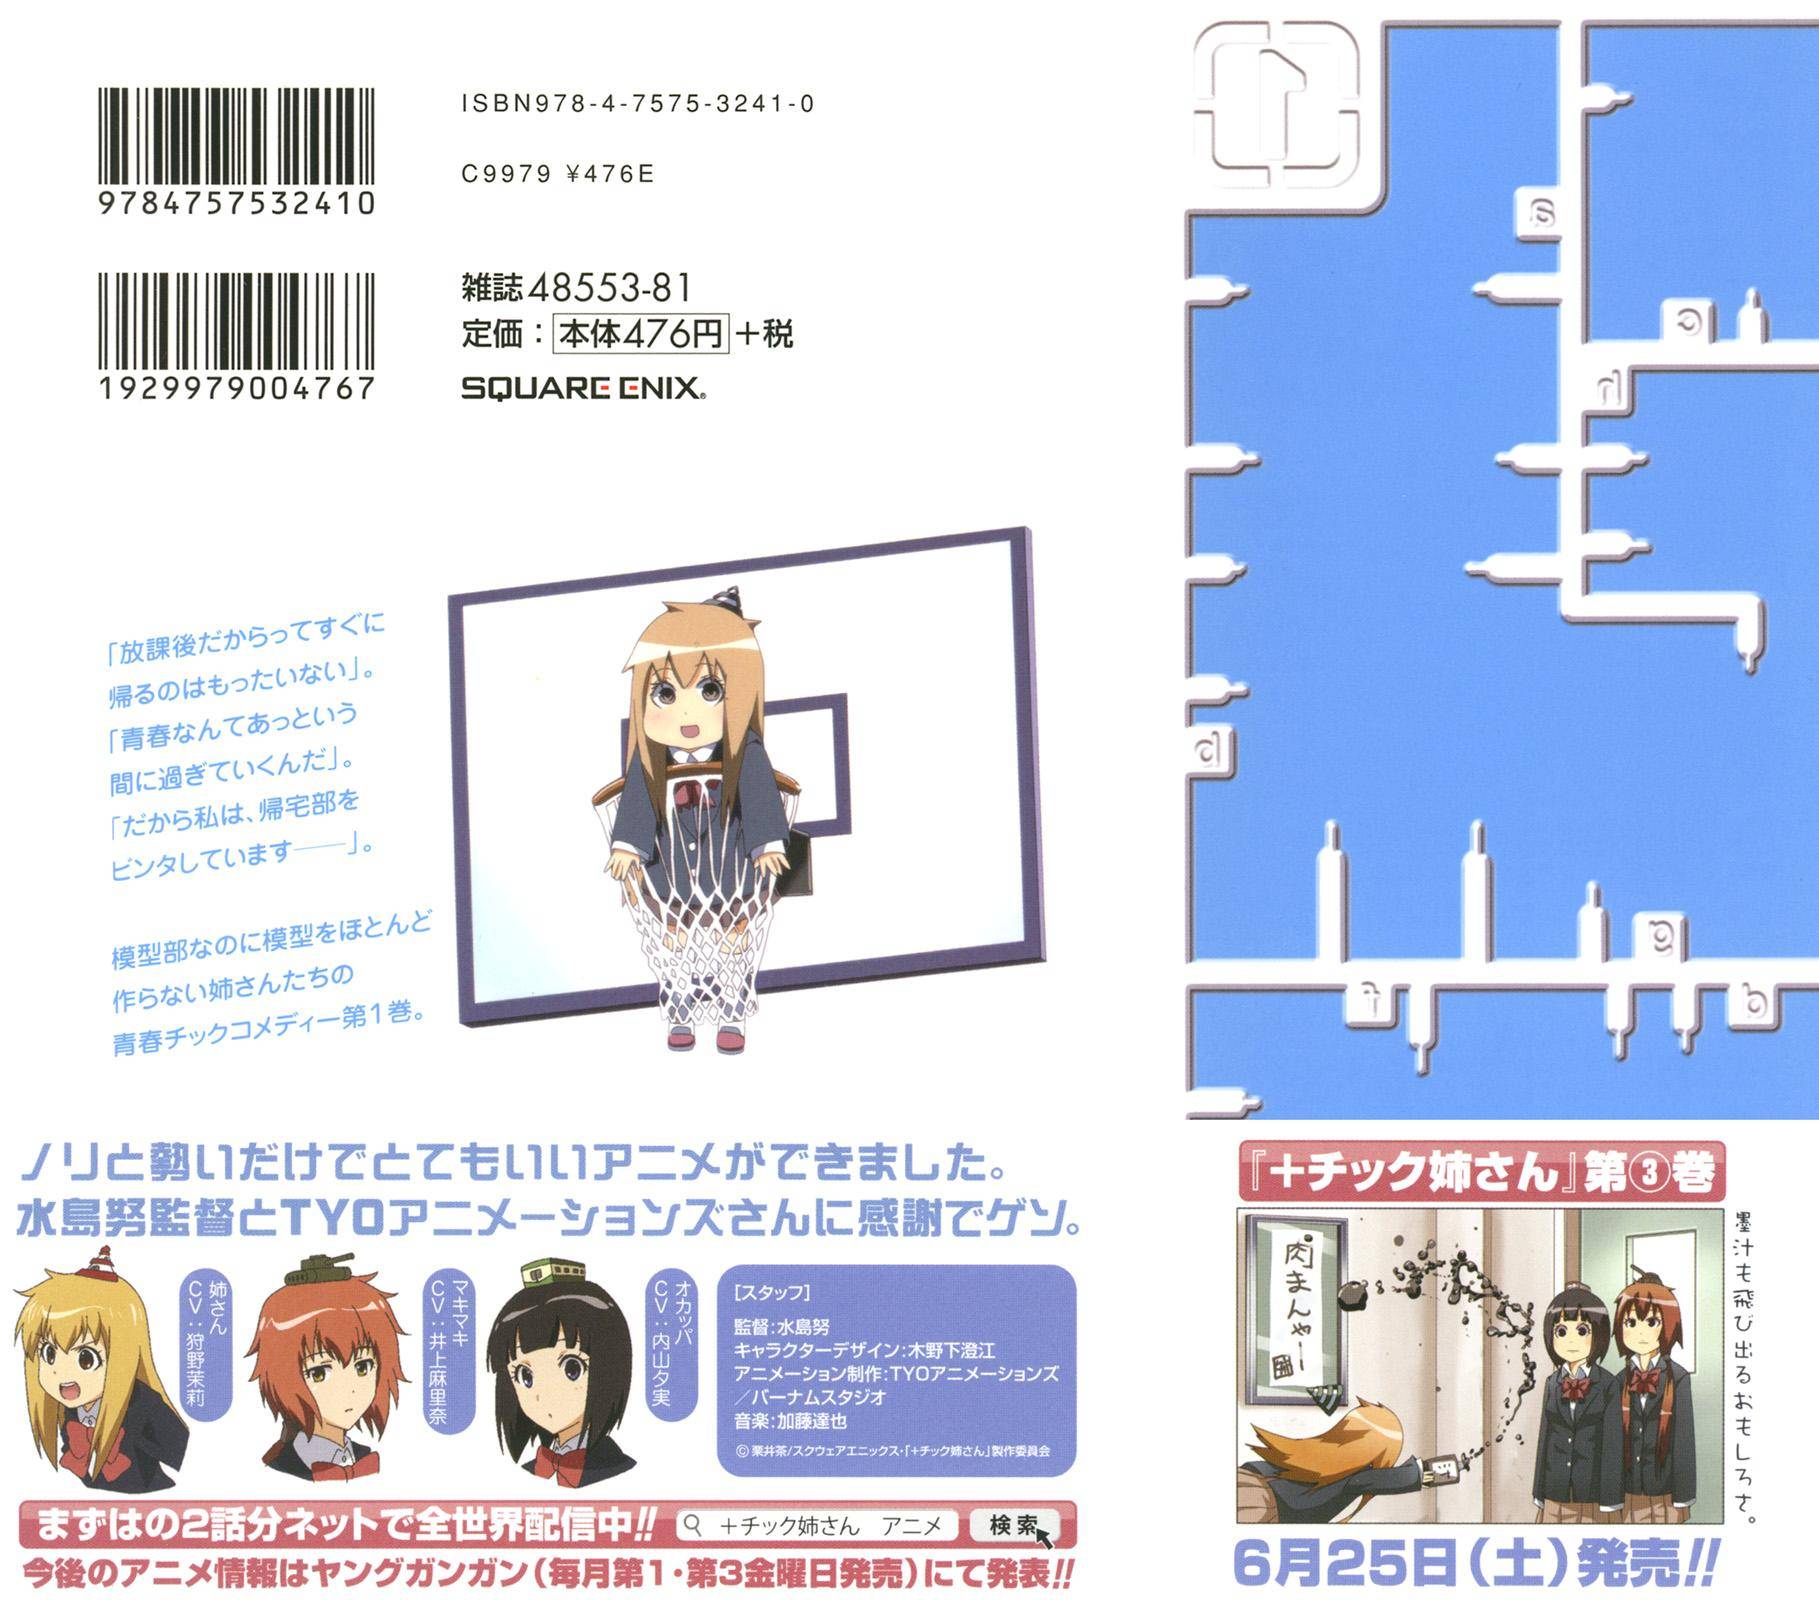 9784757532410
ISBN978-4-7575-3241-0
C9979 ¥476E
1929979004767
雑誌48553-81
定価：本体476円+税
SQUARE ENIX®
「放課後だからってすぐに
帰るのはもったいない」。
「青春なんてあっという
間に過ぎていくんだ」。
「だから私は、帰宅部を
ビンタしています──」。
模型部なのに模型をほとんど
作らない姉さんたちの
青春チックコメディー第1巻。
1
s
c
n
d
g
t
b
ノリと勢いだけでとてもいいアニメができました。
水島努監督とTYOアニメーションズさんに感謝でゲソ。
姉さん
CV：狩野茉莉
マキマキ
CV：井上麻里奈
オカッパ
CV：内山夕実
［スタッフ］
監督：水島努
キャラクターデザイン：木野下澄江
アニメーション制作：TYOアニメーションズ
／バーナムスタジオ
音楽：加藤達也
©栗井茶/スクウェアエニックス・「+チック姉さん」製作委員会
まずはの2話分ネットで全世界配信中!!
+チック姉さん　アニメ
検索
今後のアニメ情報はヤングガンガン（毎月第1・第3金曜日発売）にて発表!!
『+チック姉さん』第③巻
肉まんやー
墨汁も飛び出るおもしろさ。
6月25日（土）発売!!